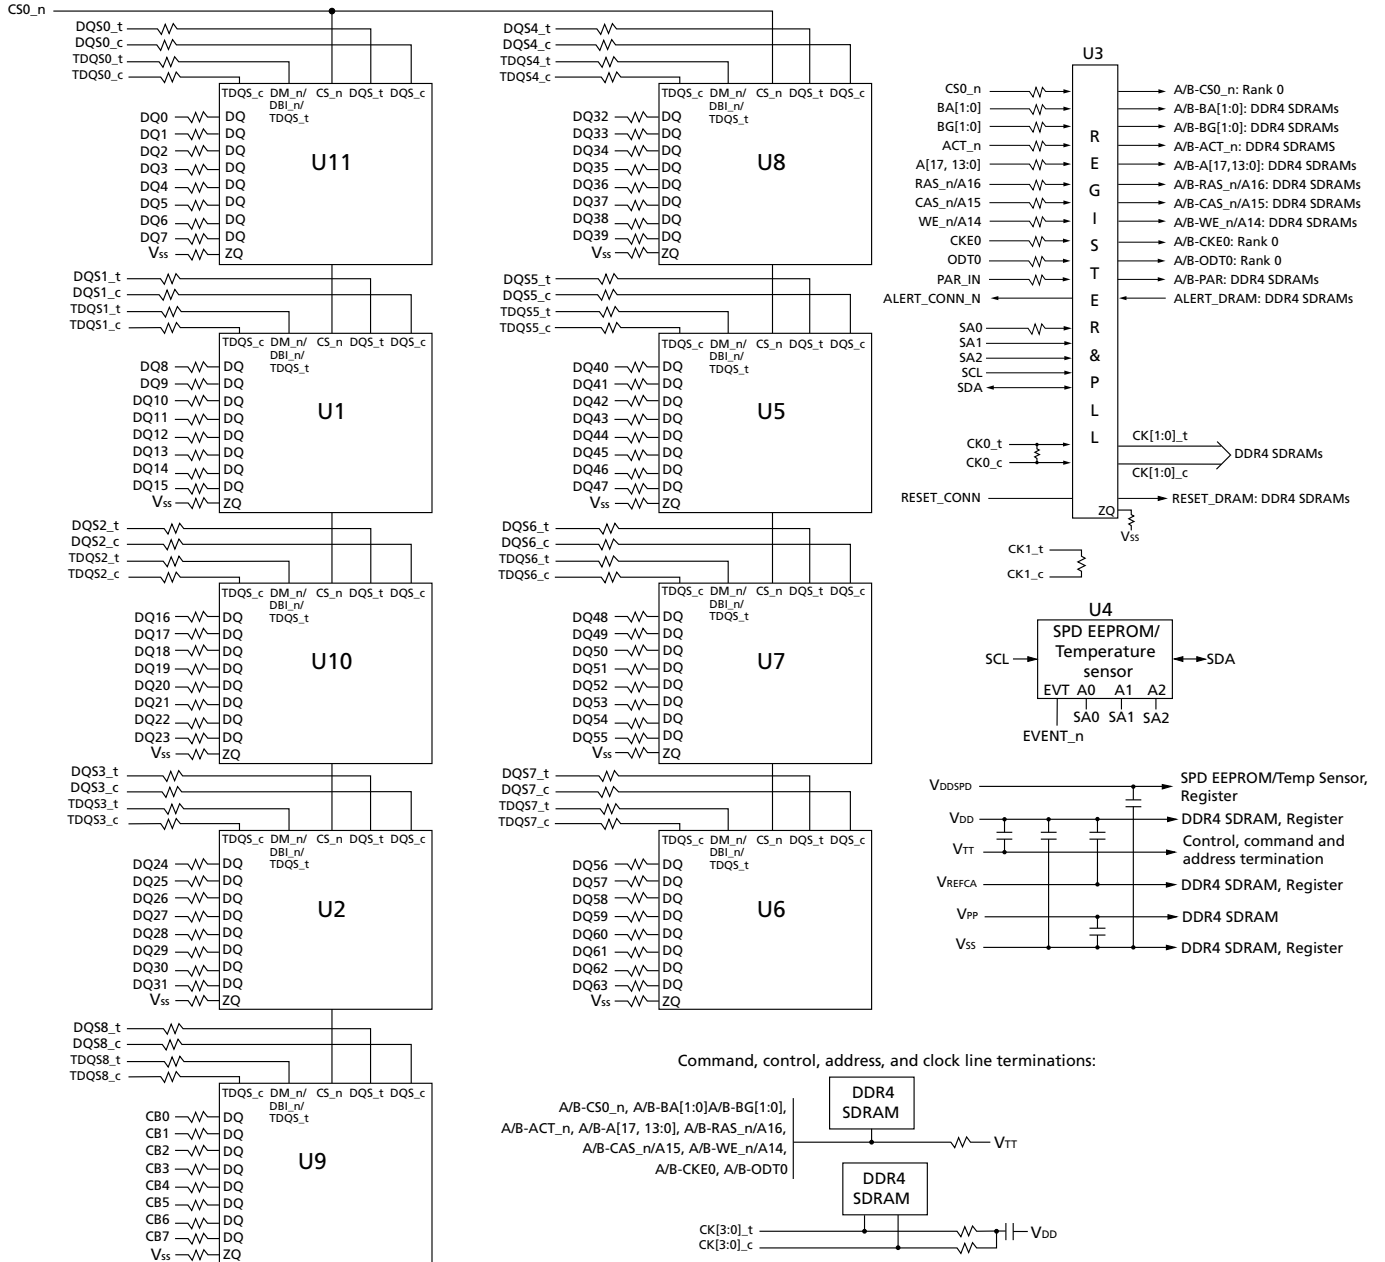 CS0_n
DQS0_t
DQS0_c
TDQS0_t
TDQS0_c
TDQS_c DM_n/ CS_n DQS_t DQS_c
DBI_n/
TDQS_t
DQ0 DQ
DQ1 DQ
DQ2 DQ
DQ3 DQ
DQ4 DQ
DQ5 DQ
DQ6 DQ
DQ7 DQ
Vss ZQ
U11
DQS1_t
DQS1_c
TDQS1_t
TDQS1_c
TDQS_c DM_n/ CS_n DQS_t DQS_c
DBI_n/
TDQS_t
DQ8 DQ
DQ9 DQ
DQ10 DQ
DQ11 DQ
DQ12 DQ
DQ13 DQ
DQ14 DQ
DQ15 DQ
Vss ZQ
U1
DQS2_t
DQS2_c
TDQS2_t
TDQS2_c
TDQS_c DM_n/ CS_n DQS_t DQS_c
DBI_n/
TDQS_t
DQ16 DQ
DQ17 DQ
DQ18 DQ
DQ19 DQ
DQ20 DQ
DQ21 DQ
DQ22 DQ
DQ23 DQ
Vss ZQ
U10
DQS3_t
DQS3_c
TDQS3_t
TDQS3_c
TDQS_c DM_n/ CS_n DQS_t DQS_c
DBI_n/
TDQS_t
DQ24 DQ
DQ25 DQ
DQ26 DQ
DQ27 DQ
DQ28 DQ
DQ29 DQ
DQ30 DQ
DQ31 DQ
Vss ZQ
U2
DQS8_t
DQS8_c
TDQS8_t
TDQS8_c
TDQS_c DM_n/ CS_n DQS_t DQS_c
DBI_n/
TDQS_t
CB0 DQ
CB1 DQ
CB2 DQ
CB3 DQ
CB4 DQ
CB5 DQ
CB6 DQ
CB7 DQ
Vss ZQ
U9
DQS4_t
DQS4_c
TDQS4_t
TDQS4_c
TDQS_c DM_n/ CS_n DQS_t DQS_c
DBI_n/
TDQS_t
DQ32 DQ
DQ33 DQ
DQ34 DQ
DQ35 DQ
DQ36 DQ
DQ37 DQ
DQ38 DQ
DQ39 DQ
Vss ZQ
U8
DQS5_t
DQS5_c
TDQS5_t
TDQS5_c
TDQS_c DM_n/ CS_n DQS_t DQS_c
DBI_n/
TDQS_t
DQ40 DQ
DQ41 DQ
DQ42 DQ
DQ43 DQ
DQ44 DQ
DQ45 DQ
DQ46 DQ
DQ47 DQ
Vss ZQ
U5
DQS6_t
DQS6_c
TDQS6_t
TDQS6_c
TDQS_c DM_n/ CS_n DQS_t DQS_c
DBI_n/
TDQS_t
DQ48 DQ
DQ49 DQ
DQ50 DQ
DQ51 DQ
DQ52 DQ
DQ53 DQ
DQ54 DQ
DQ55 DQ
Vss ZQ
U7
DQS7_t
DQS7_c
TDQS7_t
TDQS7_c
TDQS_c DM_n/ CS_n DQS_t DQS_c
DBI_n/
TDQS_t
DQ56 DQ
DQ57 DQ
DQ58 DQ
DQ59 DQ
DQ60 DQ
DQ61 DQ
DQ62 DQ
DQ63 DQ
Vss ZQ
U6
U3
REGISTER & PLL
CS0_n A/B-CS0_n: Rank 0
BA[1:0] A/B-BA[1:0]: DDR4 SDRAMs
BG[1:0] A/B-BG[1:0]: DDR4 SDRAMs
ACT_n A/B-ACT_n: DDR4 SDRAMS
A[17, 13:0] A/B-A[17,13:0]: DDR4 SDRAMs
RAS_n/A16 A/B-RAS_n/A16: DDR4 SDRAMs
CAS_n/A15 A/B-CAS_n/A15: DDR4 SDRAMs
WE_n/A14 A/B-WE_n/A14: DDR4 SDRAMs
CKE0 A/B-CKE0: Rank 0
ODT0 A/B-ODT0: Rank 0
PAR_IN A/B-PAR: DDR4 SDRAMs
ALERT_CONN_N ALERT_DRAM: DDR4 SDRAMs
SA0
SA1
SA2
SCL
SDA
CK0_t CK[1:0]_t
DDR4 SDRAMs
CK0_c CK[1:0]_c
RESET_CONN RESET_DRAM: DDR4 SDRAMs
ZQ
Vss
CK1_t
CK1_c
U4
SPD EEPROM/
Temperature
sensor
SCL SDA
EVT A0 A1 A2
SA0 SA1 SA2
EVENT_n
VDDSPD SPD EEPROM/Temp Sensor,
Register
VDD DDR4 SDRAM, Register
VTT Control, command and
address termination
VREFCA DDR4 SDRAM, Register
VPP DDR4 SDRAM
VSS DDR4 SDRAM, Register
Command, control, address, and clock line terminations:
DDR4
SDRAM
A/B-CS0_n, A/B-BA[1:0]A/B-BG[1:0],
A/B-ACT_n, A/B-A[17, 13:0], A/B-RAS_n/A16,
A/B-CAS_n/A15, A/B-WE_n/A14,
A/B-CKE0, A/B-ODT0
VTT
DDR4
SDRAM
CK[3:0]_t
CK[3:0]_c
VDD